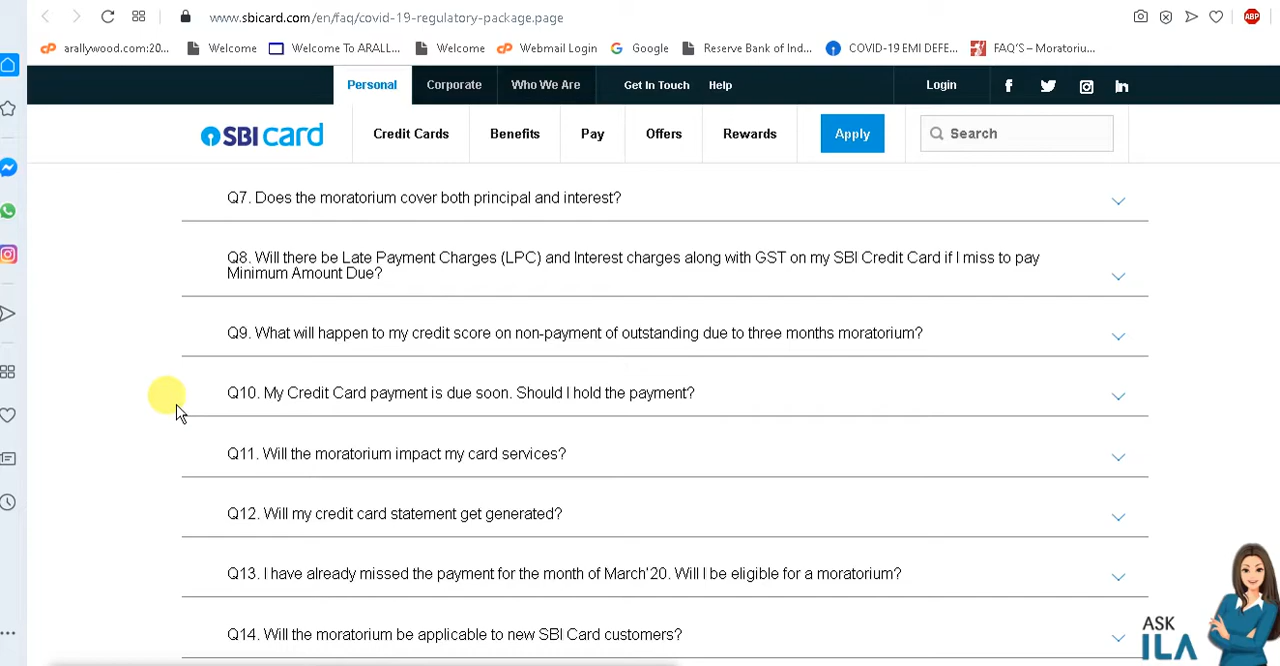 www.sbicard.com/en/faq/covid-19-regulatory-package.page
ABP
arallywood.com:20...
Welcome
Welcome To ARALL...
Welcome
Webmail Login
Google
Reserve Bank of Ind...
COVID-19 EMI DEFE...
FAQ'S – Moratoriu...
Personal
Corporate
Who We Are
Get In Touch
Help
Login
SBI card
Credit Cards
Benefits
Pay
Offers
Rewards
Apply
Search
Q7. Does the moratorium cover both principal and interest?
Q8. Will there be Late Payment Charges (LPC) and Interest charges along with GST on my SBI Credit Card if I miss to pay
Minimum Amount Due?
Q9. What will happen to my credit score on non-payment of outstanding due to three months moratorium?
Q10. My Credit Card payment is due soon. Should I hold the payment?
Q11. Will the moratorium impact my card services?
Q12. Will my credit card statement get generated?
Q13. I have already missed the payment for the month of March'20. Will I be eligible for a moratorium?
Q14. Will the moratorium be applicable to new SBI Card customers?
ASK
ILA